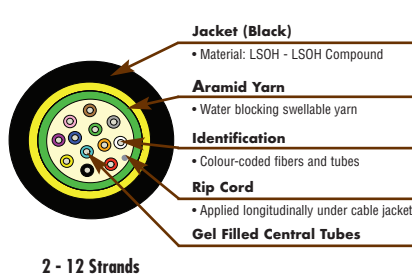 Jacket (Black)
• Material: LSOH - LSOH Compound
Aramid Yarn
• Water blocking swellable yarn
Identification
• Colour-coded fibers and tubes
Rip Cord
• Applied longitudinally under cable jacket
Gel Filled Central Tubes
2 - 12 Strands